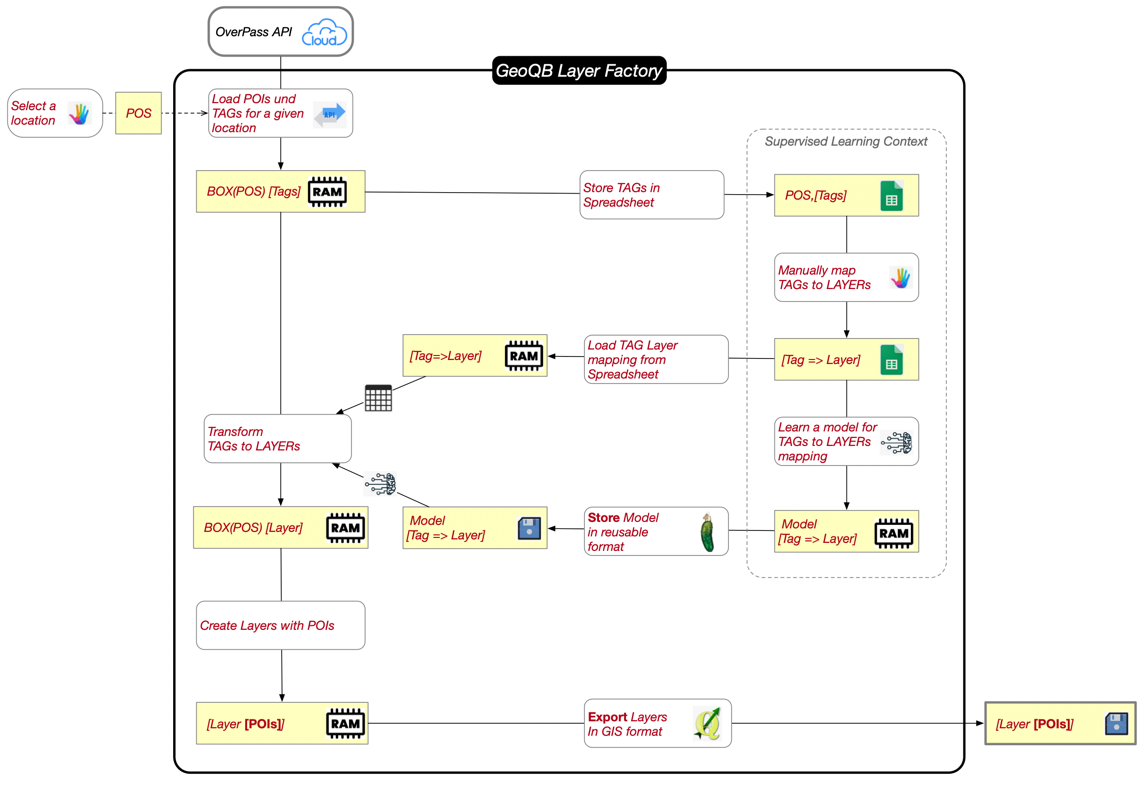 OverPass API
Cloud
GeoQB Layer Factory
Select a
location
POS
Load POIs und
TAGs for a given
location
API
Supervised Learning Context
BOX(POS) [Tags]
RAM
Store TAGs in
Spreadsheet
POS,[Tags]
Manually map
TAGs to LAYERs
[Tag=>Layer]
RAM
Load TAG Layer
mapping from
Spreadsheet
[Tag => Layer]
Transform
TAGs to LAYERs
Learn a model for
TAGs to LAYERs
mapping
BOX(POS) [Layer]
RAM
Model
[Tag => Layer]
Store Model
in reusable
format
Model
[Tag => Layer]
RAM
Create Layers with POIs
[Layer [POIs]]
RAM
Export Layers
In GIS format
[Layer [POIs]]